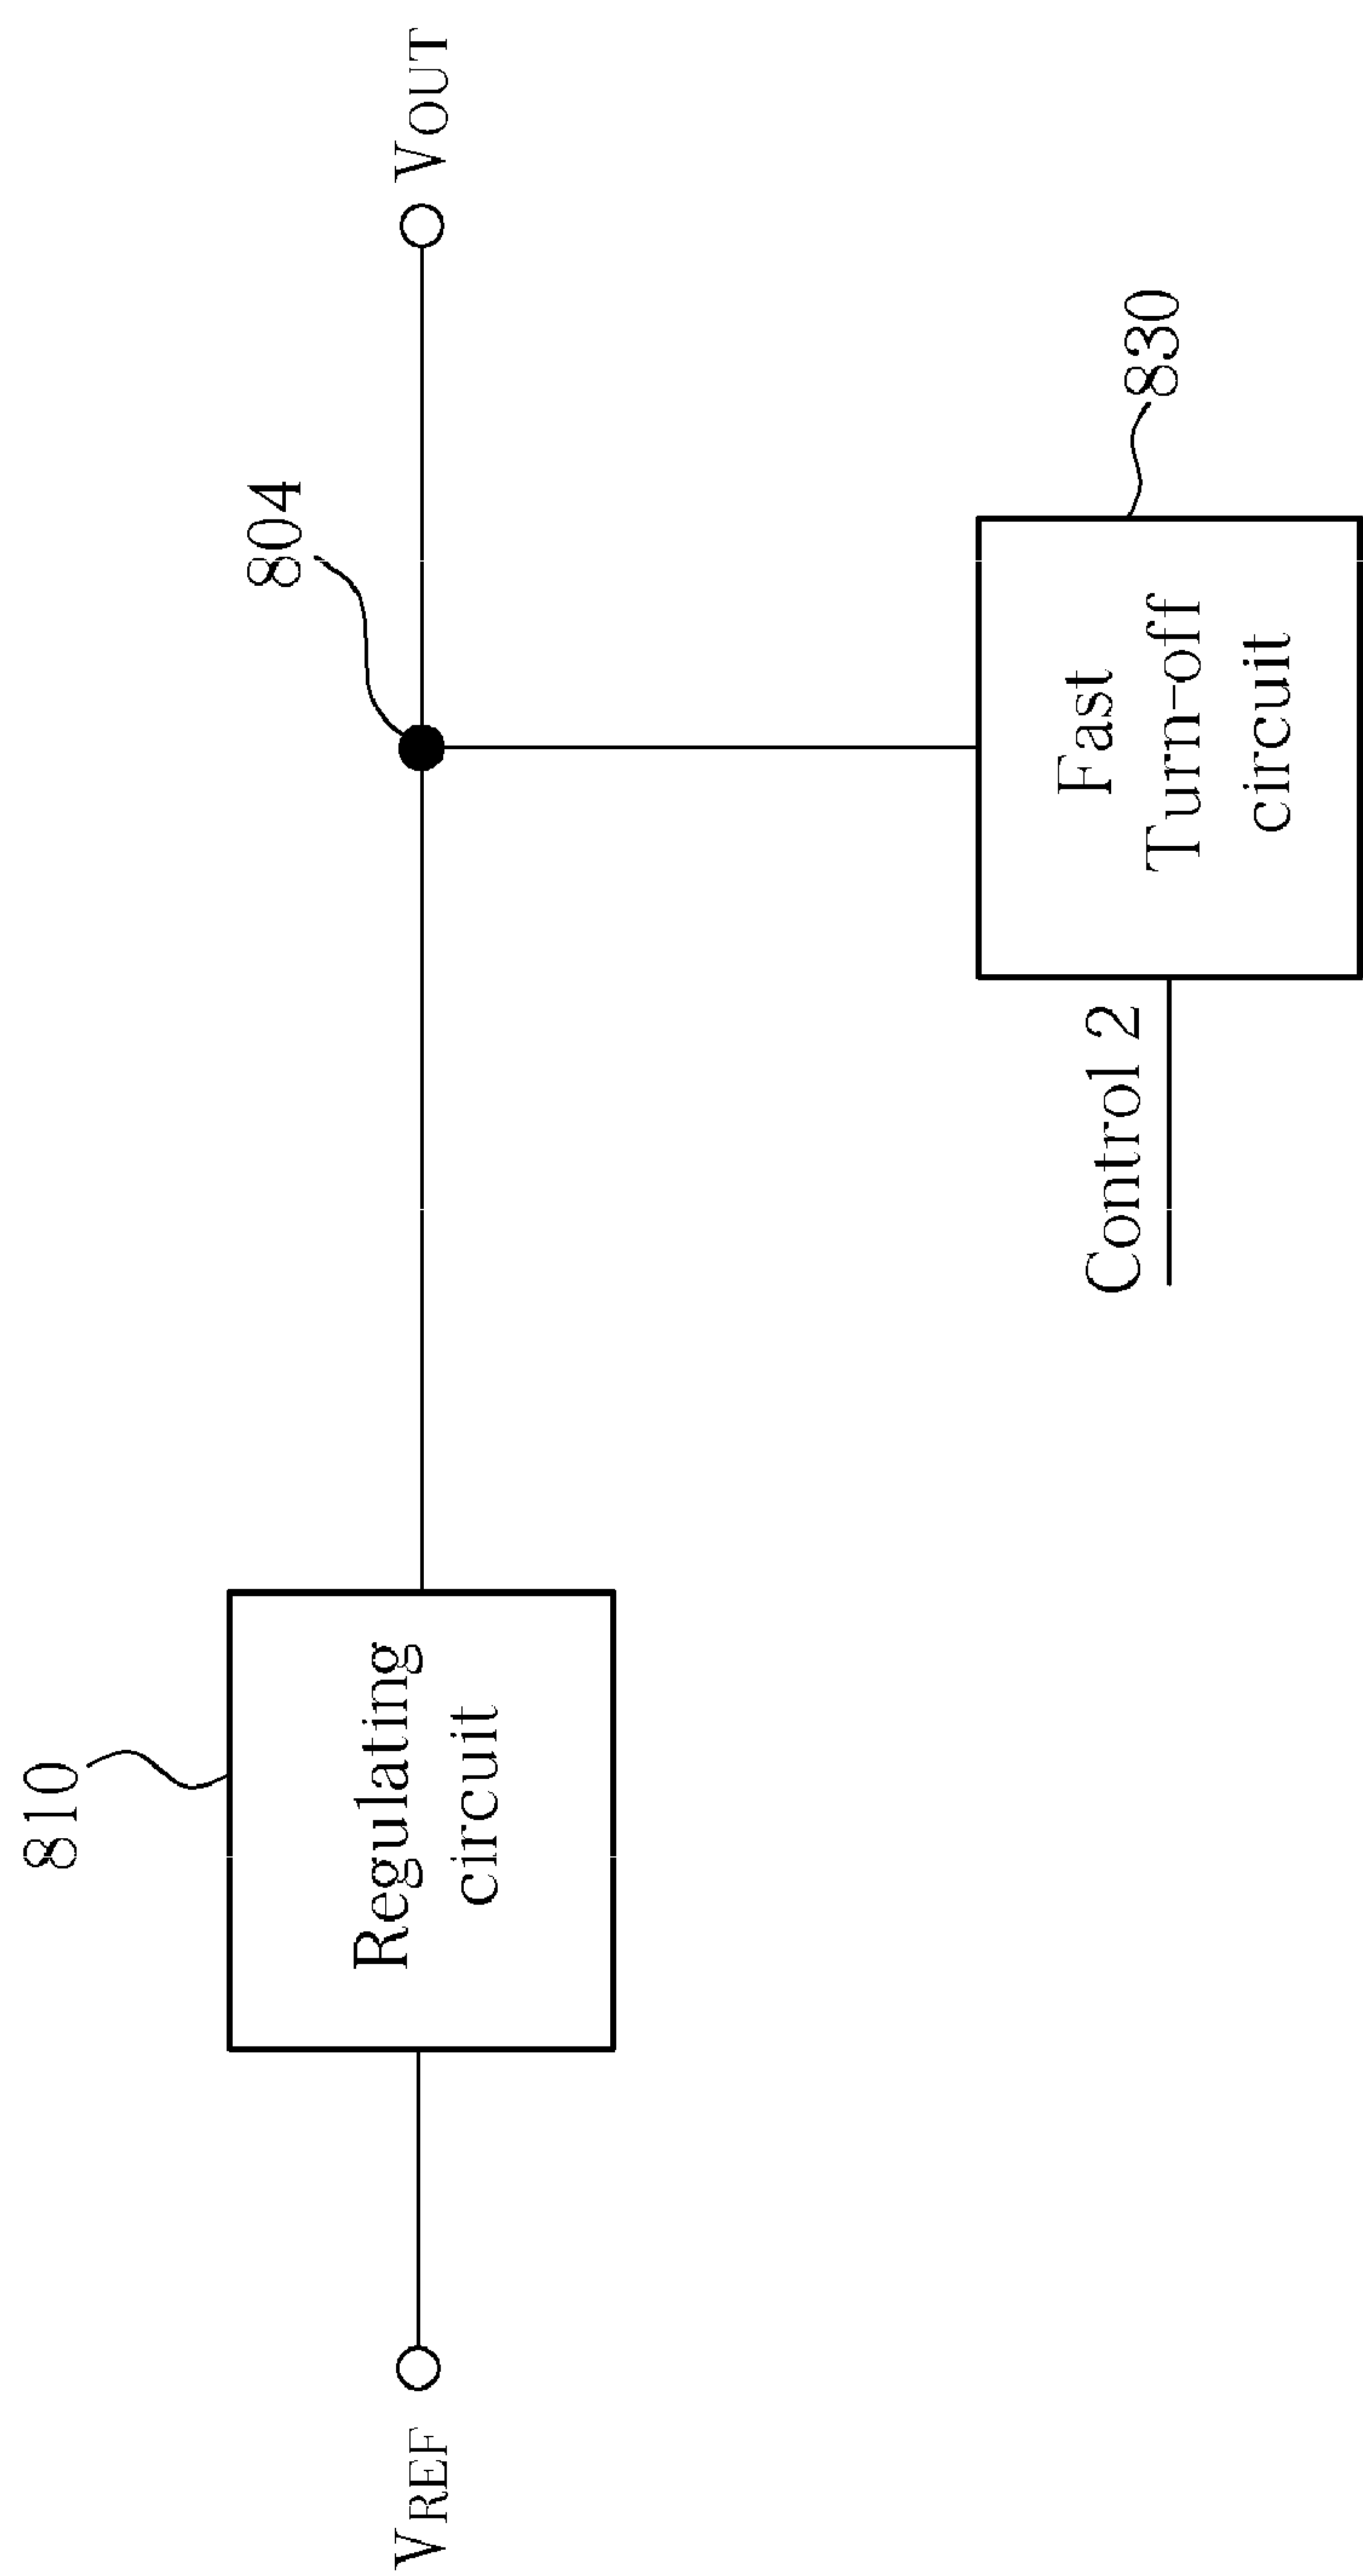 810
804
VREF
Regulating
circuit
VOUT
Control 2
Fast
Turn-off
circuit
830